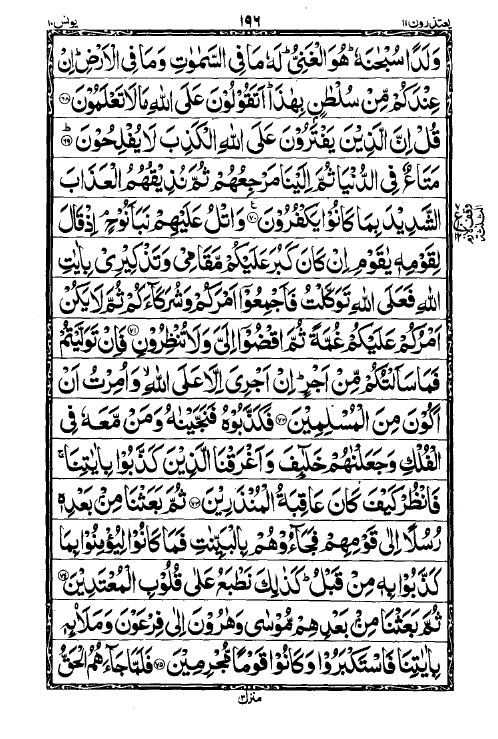 يعتذرون ١١ ١٩٦ يونس ١٠
وَلَدًا سُبْحٰنَهٗ ؕ هُوَ الْغَنِىُّ ؕ لَهٗ مَا فِى السَّمٰوٰتِ وَمَا فِى الْاَرْضِ ؕ اِنْ
عِنْدَكُمْ مِّنْ سُلْطٰنٍۭ بِهٰذَا ؕ اَتَقُوْلُوْنَ عَلَى اللّٰهِ مَا لَا تَعْلَمُوْنَ ﴿۶۸﴾
قُلْ اِنَّ الَّذِيْنَ يَفْتَرُوْنَ عَلَى اللّٰهِ الْكَذِبَ لَا يُفْلِحُوْنَ ؕ ﴿۶۹﴾
مَتَاعٌ فِى الدُّنْيَا ثُمَّ اِلَيْنَا مَرْجِعُهُمْ ثُمَّ نُذِيْقُهُمُ الْعَذَابَ
الشَّدِيْدَ بِمَا كَانُوْا يَكْفُرُوْنَ ﴿۷۰﴾ وَاتْلُ عَلَيْهِمْ نَبَاَ نُوْحٍ ۘ اِذْ قَالَ
لِقَوْمِهٖ يٰقَوْمِ اِنْ كَانَ كَبُرَ عَلَيْكُمْ مَّقَامِىْ وَتَذْكِيْرِىْ بِاٰيٰتِ
اللّٰهِ فَعَلَى اللّٰهِ تَوَكَّلْتُ فَاَجْمِعُوْۤا اَمْرَكُمْ وَشُرَكَآءَكُمْ ثُمَّ لَا يَكُنْ
اَمْرُكُمْ عَلَيْكُمْ غُمَّةً ثُمَّ اقْضُوْۤا اِلَىَّ وَلَا تُنْظِرُوْنِ ﴿۷۱﴾ فَاِنْ تَوَلَّيْتُمْ
فَمَا سَاَلْتُكُمْ مِّنْ اَجْرٍ ؕ اِنْ اَجْرِىَ اِلَّا عَلَى اللّٰهِ ۙ وَاُمِرْتُ اَنْ
اَكُوْنَ مِنَ الْمُسْلِمِيْنَ ﴿۷۲﴾ فَكَذَّبُوْهُ فَنَجَّيْنٰهُ وَمَنْ مَّعَهٗ فِى
الْفُلْكِ وَجَعَلْنٰهُمْ خَلٰٓئِفَ وَاَغْرَقْنَا الَّذِيْنَ كَذَّبُوْا بِاٰيٰتِنَا ۚ
فَانْظُرْ كَيْفَ كَانَ عَاقِبَةُ الْمُنْذَرِيْنَ ﴿۷۳﴾ ثُمَّ بَعَثْنَا مِنْۢ بَعْدِهٖ
رُسُلًا اِلٰى قَوْمِهِمْ فَجَآءُوْهُمْ بِالْبَيِّنٰتِ فَمَا كَانُوْا لِيُؤْمِنُوْا بِمَا
كَذَّبُوْا بِهٖ مِنْ قَبْلُ ؕ كَذٰلِكَ نَطْبَعُ عَلٰى قُلُوْبِ الْمُعْتَدِيْنَ ﴿۷۴﴾
ثُمَّ بَعَثْنَا مِنْۢ بَعْدِهِمْ مُّوْسٰى وَهٰرُوْنَ اِلٰى فِرْعَوْنَ وَمَلَا۟ئِهٖ
بِاٰيٰتِنَا فَاسْتَكْبَرُوْا وَكَانُوْا قَوْمًا مُّجْرِمِيْنَ ﴿۷۵﴾ فَلَمَّا جَآءَهُمُ الْحَقُّ
منزل ٣